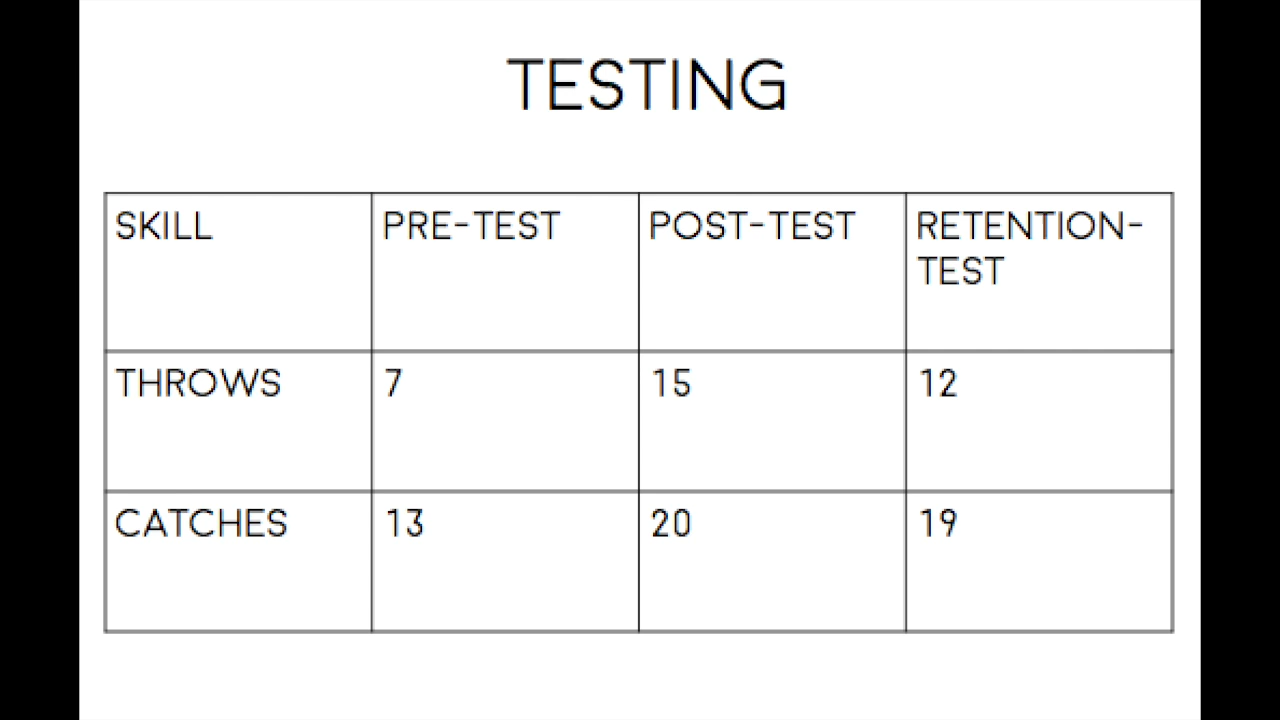 TESTING
SKILL PRE-TEST POST-TEST RETENTION-
TEST
THROWS 7 15 12
CATCHES 13 20 19